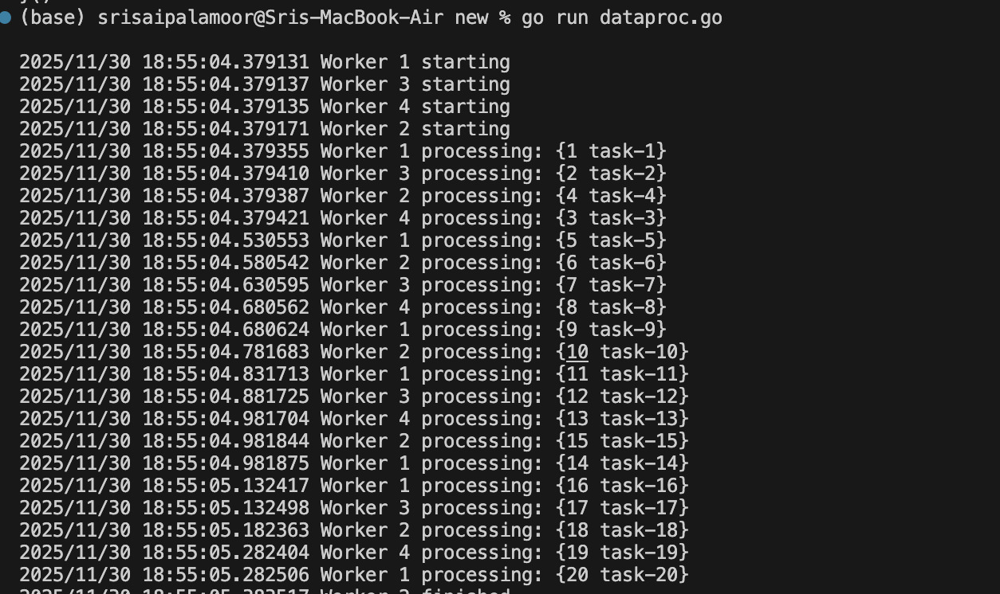 (base) srisaipalamoor@Sris-MacBook-Air new % go run dataproc.go
2025/11/30 18:55:04.379131 Worker 1 starting
2025/11/30 18:55:04.379137 Worker 3 starting
2025/11/30 18:55:04.379135 Worker 4 starting
2025/11/30 18:55:04.379171 Worker 2 starting
2025/11/30 18:55:04.379355 Worker 1 processing: {1 task-1}
2025/11/30 18:55:04.379410 Worker 3 processing: {2 task-2}
2025/11/30 18:55:04.379387 Worker 2 processing: {4 task-4}
2025/11/30 18:55:04.379421 Worker 4 processing: {3 task-3}
2025/11/30 18:55:04.530553 Worker 1 processing: {5 task-5}
2025/11/30 18:55:04.580542 Worker 2 processing: {6 task-6}
2025/11/30 18:55:04.630595 Worker 3 processing: {7 task-7}
2025/11/30 18:55:04.680562 Worker 4 processing: {8 task-8}
2025/11/30 18:55:04.680624 Worker 1 processing: {9 task-9}
2025/11/30 18:55:04.781683 Worker 2 processing: {10 task-10}
2025/11/30 18:55:04.831713 Worker 1 processing: {11 task-11}
2025/11/30 18:55:04.881725 Worker 3 processing: {12 task-12}
2025/11/30 18:55:04.981704 Worker 4 processing: {13 task-13}
2025/11/30 18:55:04.981844 Worker 2 processing: {15 task-15}
2025/11/30 18:55:04.981875 Worker 1 processing: {14 task-14}
2025/11/30 18:55:05.132417 Worker 1 processing: {16 task-16}
2025/11/30 18:55:05.132498 Worker 3 processing: {17 task-17}
2025/11/30 18:55:05.182363 Worker 2 processing: {18 task-18}
2025/11/30 18:55:05.282404 Worker 4 processing: {19 task-19}
2025/11/30 18:55:05.282506 Worker 1 processing: {20 task-20}